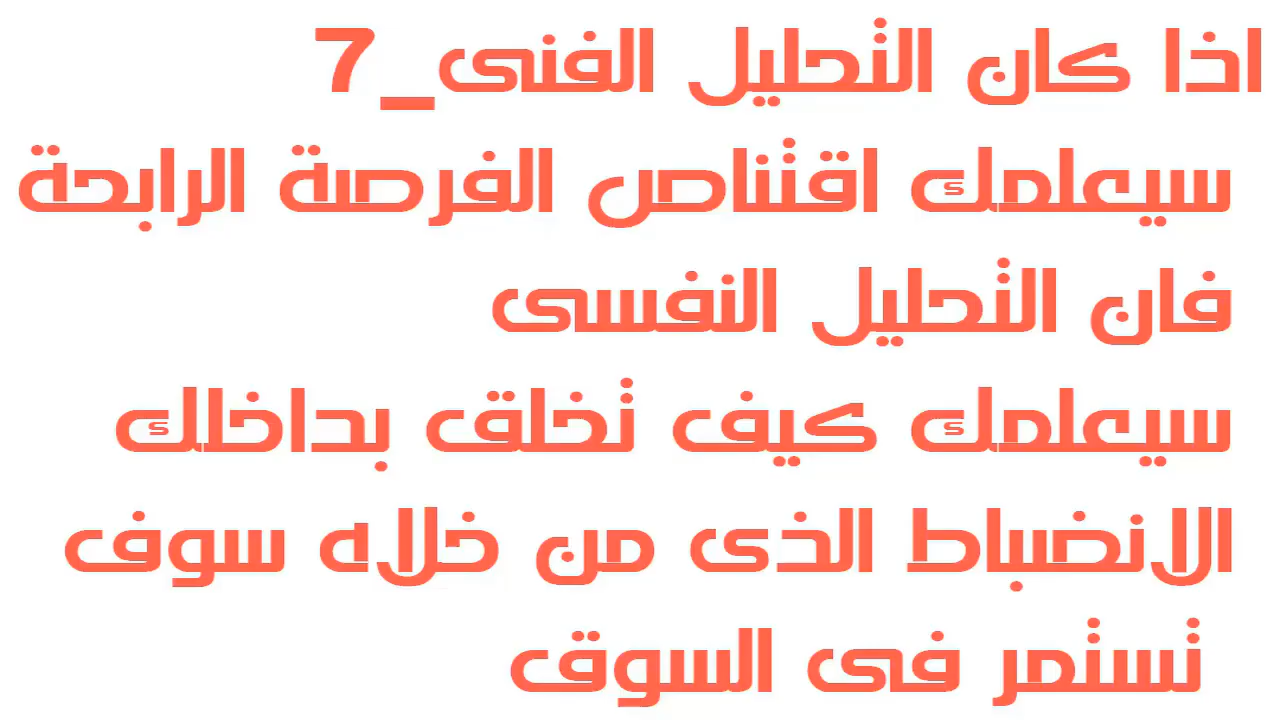 اذا كان التحليل الفنى_7
سيعلمك اقتناص الفرصة الرابحة
فان التحليل النفسى
سيعلمك كيف تخلق بداخلك
الانضباط الذى من خلاله سوف
تستمر فى السوق